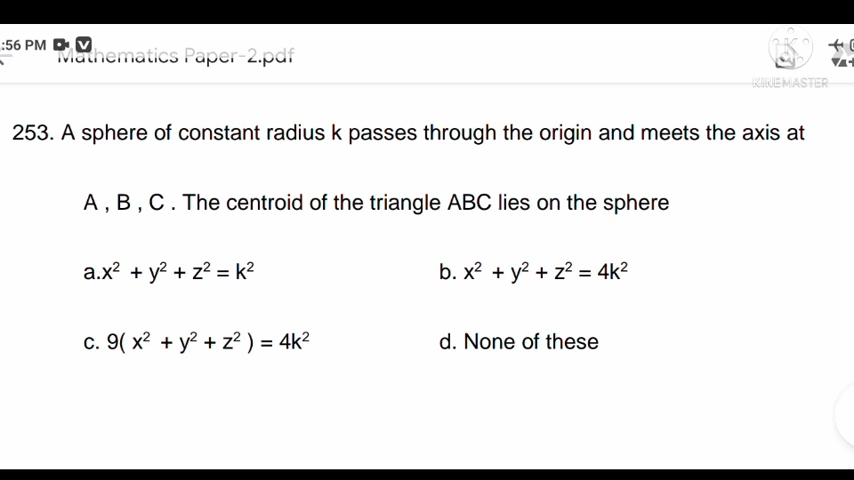 :56 PM
Mathematics Paper-2.pdf
KINEMASTER
253. A sphere of constant radius k passes through the origin and meets the axis at
A , B , C . The centroid of the triangle ABC lies on the sphere
a.x² + y² + z² = k²
b. x² + y² + z² = 4k²
c. 9( x² + y² + z² ) = 4k²
d. None of these